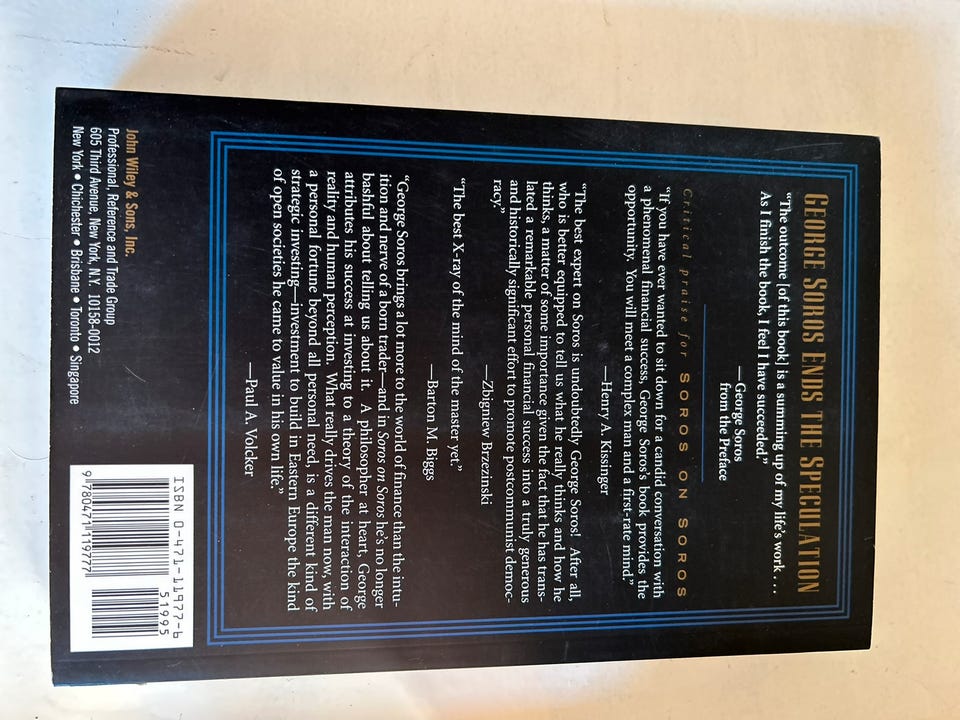 GEORGE SOROS ENDS THE SPECULATION
"The outcome [of this book] is a summing up of my life's work . . .
As I finish the book, I feel I have succeeded."
—George Soros
from the Preface
Critical praise for SOROS ON SOROS
"If you have ever wanted to sit down for a candid conversation with
a phenomenal financial success, George Soros's book provides the
opportunity. You will meet a complex man and a first-rate mind."
—Henry A. Kissinger
"The best expert on Soros is undoubtedly George Soros! After all,
who is better equipped to tell us what he really thinks and how he
thinks, a matter of some importance given the fact that he has trans-
lated a remarkable personal financial success into a truly generous
and historically significant effort to promote postcommunist democ-
racy."
—Zbigniew Brzezinski
"The best X-ray of the mind of the master yet."
—Barton M. Biggs
"George Soros brings a lot more to the world of finance than the intu-
ition and nerve of a born trader—and in Soros on Soros he's no longer
bashful about telling us about it. A philosopher at heart, George
attributes his success at investing to a theory of the interaction of
reality and human perception. What really drives the man now, with
a personal fortune beyond all personal need, is a different kind of
strategic investing—investment to build in Eastern Europe the kind
of open societies he came to value in his own life."
—Paul A. Volcker
John Wiley & Sons, Inc.
Professional, Reference and Trade Group
605 Third Avenue, New York, N.Y. 10158-0012
New York • Chichester • Brisbane • Toronto • Singapore
ISBN 0-471-11977-6
51995
9 780471 119777